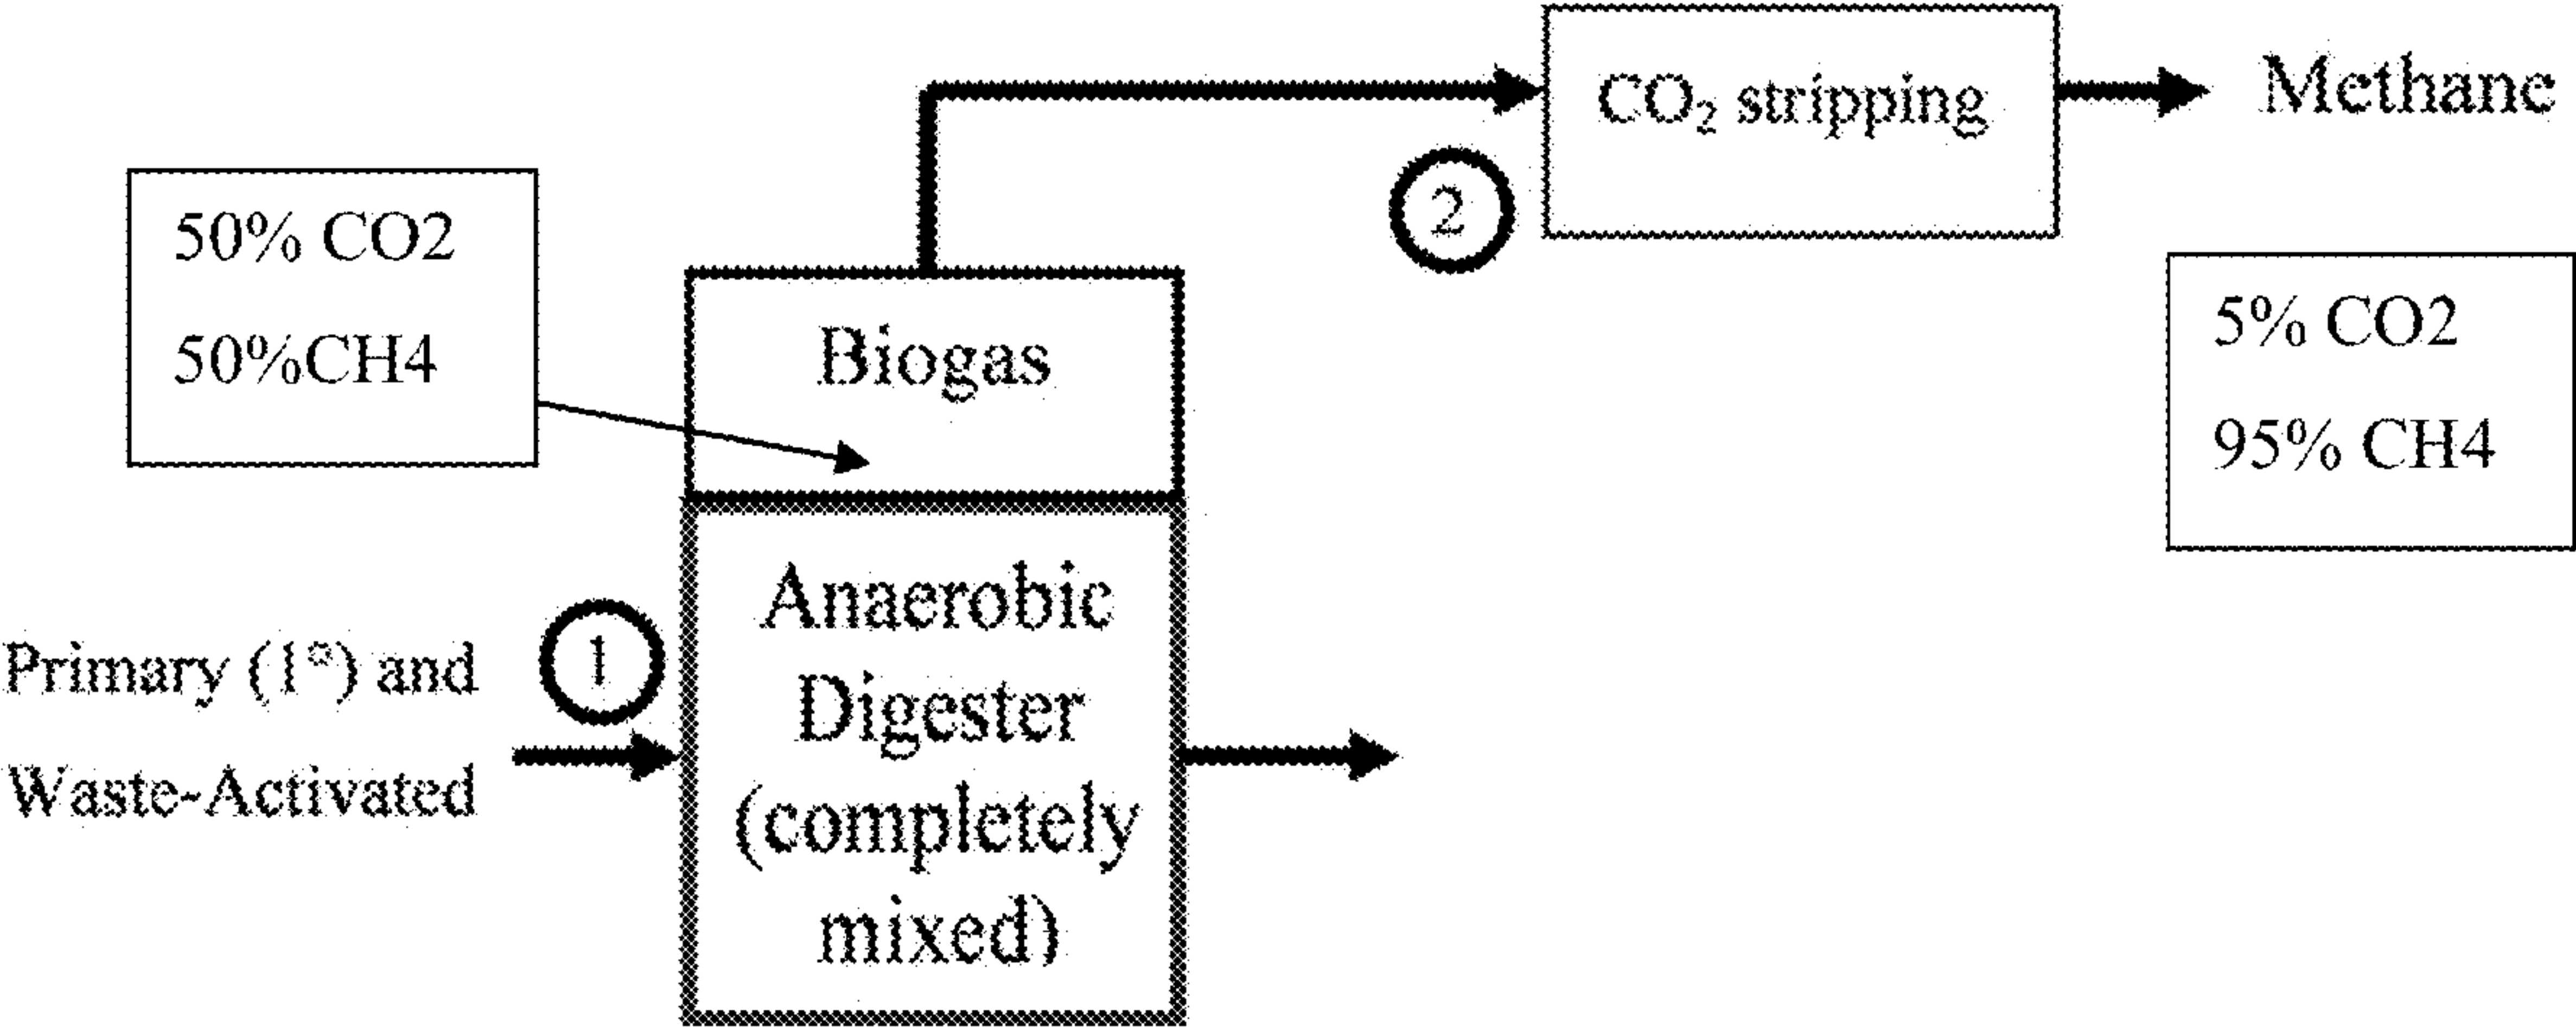 CO₂ stripping
Methane
2
50% CO2
50%CH4
5% CO2
95% CH4
Biogas
Primary (1°) and
Waste-Activated
1
Anaerobic
Digester
(completely
mixed)